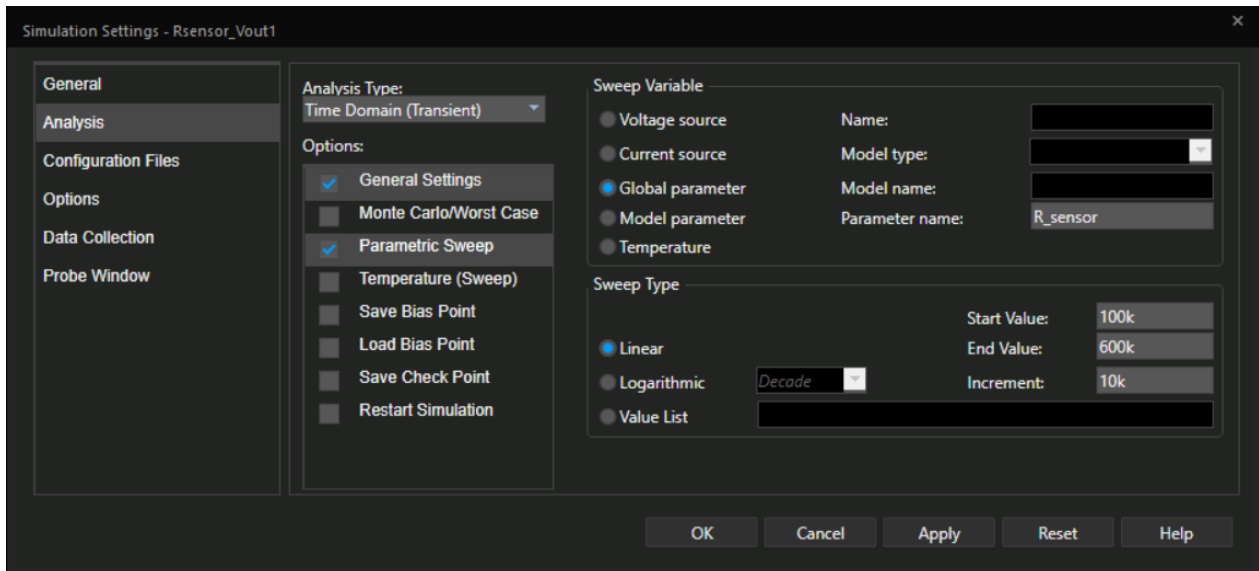 Simulation Settings - Rsensor_Vout1
General
Analysis
Configuration Files
Options
Data Collection
Probe Window
Analysis Type:
Time Domain (Transient)
Options:
General Settings
Monte Carlo/Worst Case
Parametric Sweep
Temperature (Sweep)
Save Bias Point
Load Bias Point
Save Check Point
Restart Simulation
Sweep Variable
Voltage source Name:
Current source Model type:
Global parameter Model name:
Model parameter Parameter name: R_sensor
Temperature
Sweep Type
Start Value: 100k
Linear End Value: 600k
Logarithmic Decade Increment: 10k
Value List
OK Cancel Apply Reset Help